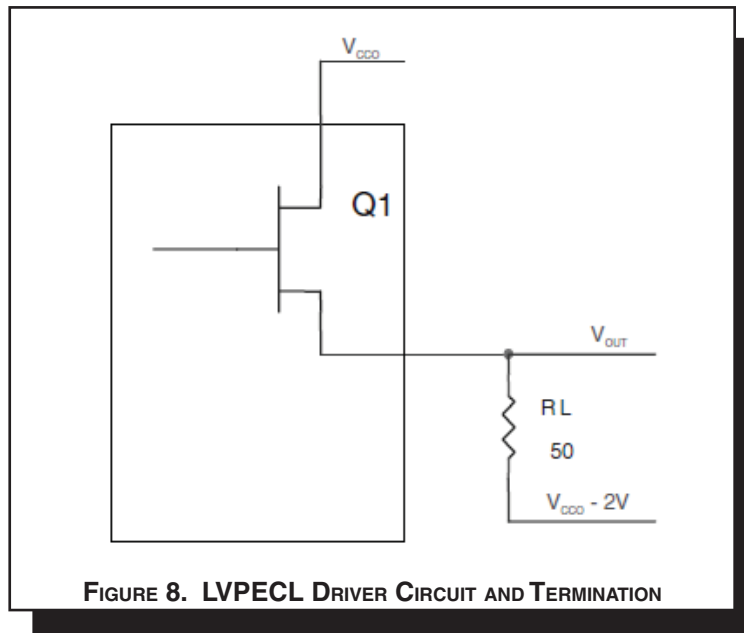 V_CCO
Q1
V_OUT
RL
50
V_CCO - 2V
FIGURE 8. LVPECL DRIVER CIRCUIT AND TERMINATION